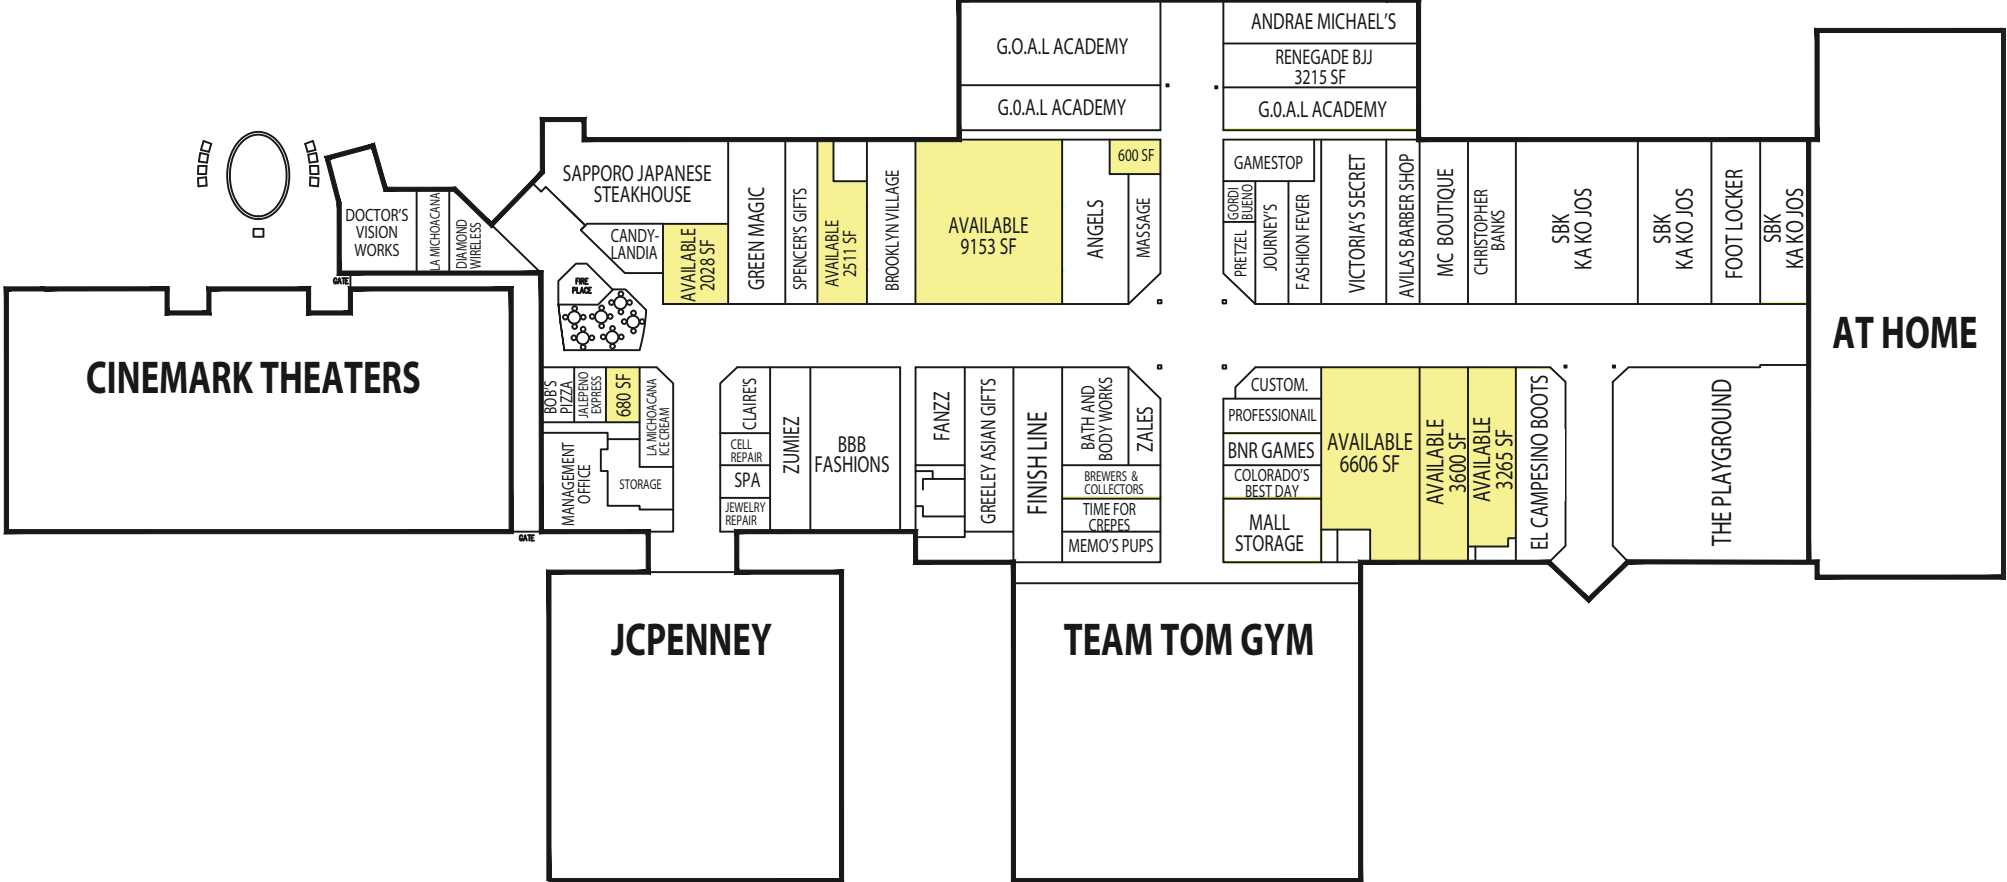 G.O.A.L ACADEMY
ANDRAE MICHAEL'S
RENEGADE BJJ
3215 SF
G.0.A.L ACADEMY
G.0.A.L ACADEMY
SAPPORO JAPANESE
STEAKHOUSE
DOCTOR'S
VISION
WORKS
LA MICHOACANA
DIAMOND
WIRELESS
CANDY-
LANDIA
AVAILABLE
2028 SF
GREEN MAGIC
SPENCER'S GIFTS
AVAILABLE
2511 SF
BROOKLYN VILLAGE
AVAILABLE
9153 SF
ANGELS
600 SF
MASSAGE
GAMESTOP
GORDI
BUENO
PRETZEL
JOURNEY'S
FASHION FEVER
VICTORIA'S SECRET
AVILAS BARBER SHOP
MC BOUTIQUE
CHRISTOPHER
BANKS
SBK
KA KO JOS
SBK
KA KO JOS
FOOT LOCKER
SBK
KA KO JOS
AT HOME
GATE
FIRE
PLACE
CINEMARK THEATERS
GATE
BOB'S
PIZZA
JALEPENO
EXPRESS
680 SF
LA MICHOACANA
ICE CREAM
MANAGEMENT
OFFICE
STORAGE
CLAIRE'S
CELL
REPAIR
SPA
JEWELRY
REPAIR
ZUMIEZ
BBB
FASHIONS
FANZZ
GREELEY ASIAN GIFTS
FINISH LINE
BATH AND
BODY WORKS
ZALES
BREWERS &
COLLECTORS
TIME FOR
CREPES
MEMO'S PUPS
CUSTOM.
PROFESSIONAIL
BNR GAMES
COLORADO'S
BEST DAY
MALL
STORAGE
AVAILABLE
6606 SF
AVAILABLE
3600 SF
AVAILABLE
3265 SF
EL CAMPESINO BOOTS
THE PLAYGROUND
JCPENNEY
TEAM TOM GYM